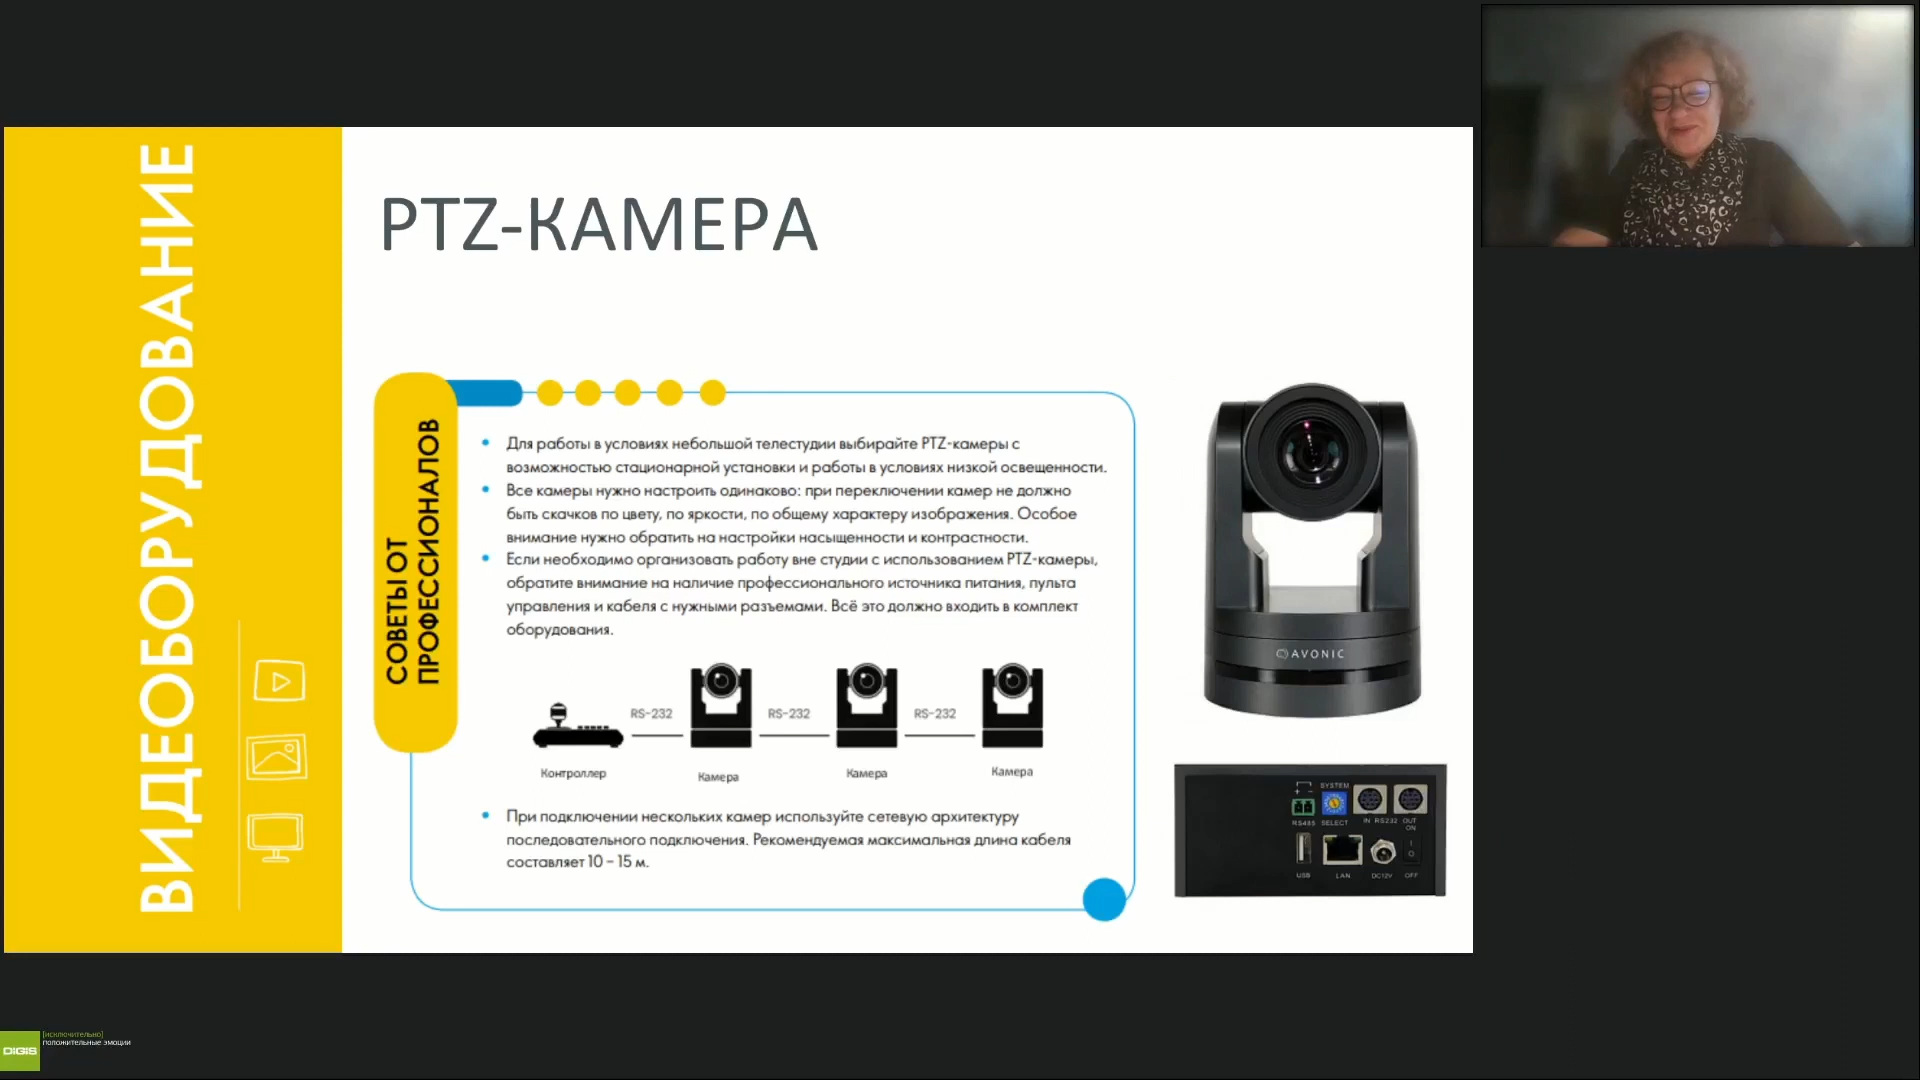 ВИДЕОБОРУДОВАНИЕ
PTZ-КАМЕРА
СОВЕТЫ ОТ
ПРОФЕССИОНАЛОВ
• Для работы в условиях небольшой телестудии выбирайте PTZ-камеры с
возможностью стационарной установки и работы в условиях низкой освещенности.
• Все камеры нужно настроить одинаково: при переключении камер не должно
быть скачков по цвету, по яркости, по общему характеру изображения. Особое
внимание нужно обратить на настройки насыщенности и контрастности.
• Если необходимо организовать работу вне студии с использованием PTZ-камеры,
обратите внимание на наличие профессионального источника питания, пульта
управления и кабеля с нужными разъемами. Всё это должно входить в комплект
оборудования.
RS-232 RS-232 RS-232
Контроллер Камера Камера Камера
• При подключении нескольких камер используйте сетевую архитектуру
последовательного подключения. Рекомендуемая максимальная длина кабеля
составляет 10 – 15 м.
AVONIC
SYSTEM
+ -
RS485 SELECT IN RS232 OUT
ON
I
O
USB LAN DC12V OFF
DIGIS
[исключительно]
положительные эмоции